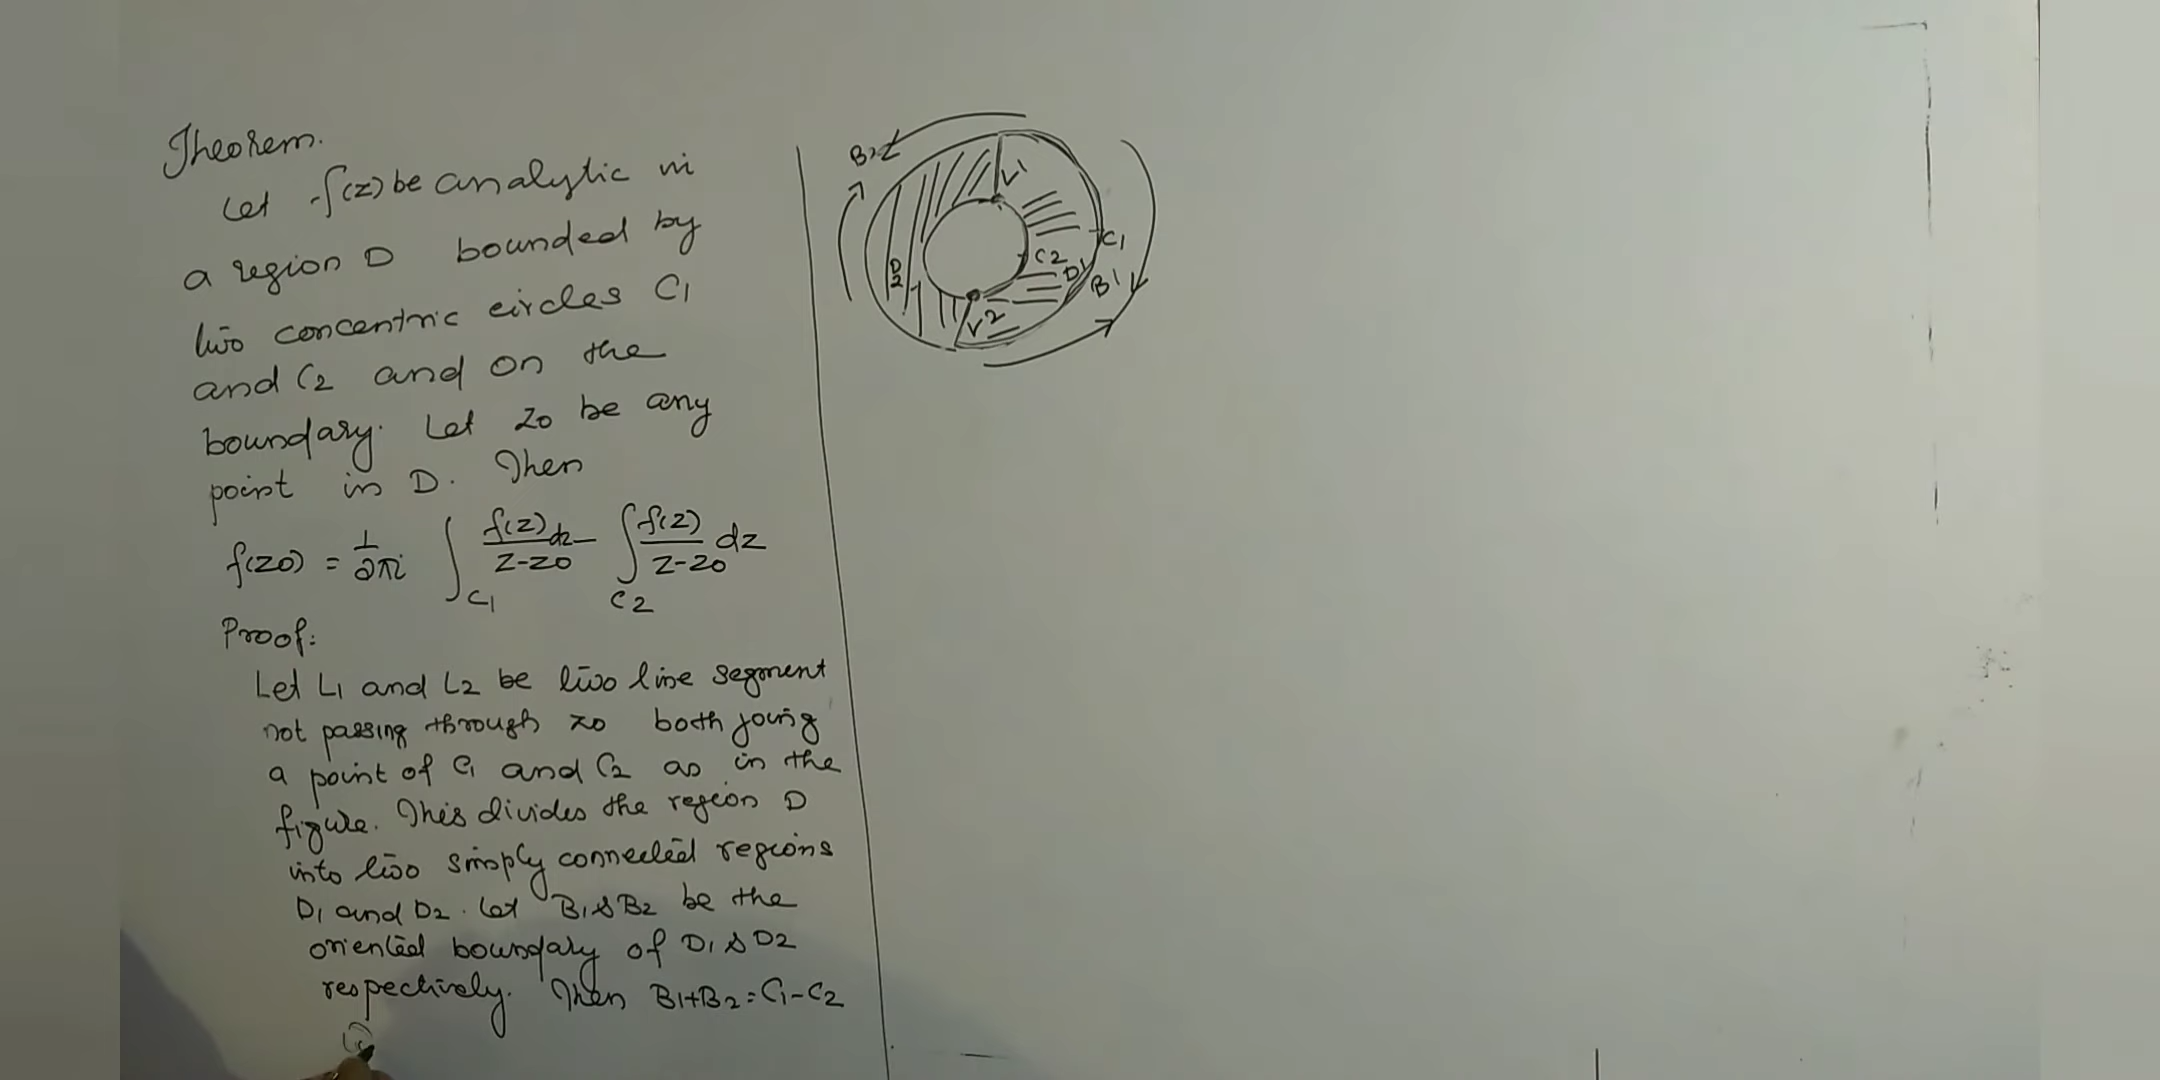 Theorem.
Let f(z) be analytic in
a region D bounded by
two concentric circles C1
and C2 and on the
boundary. Let z0 be any
point in D. Then
f(z0) = 1/2πi ∫C1 f(z)dz/z-z0 - ∫C2 f(z)/z-z0 dz
Proof:
Let L1 and L2 be two line segment
not passing through z0 both joing
a point of C1 and C2 as in the
figure. This divides the region D
into two simply connected regions
D1 and D2. Let B1 & B2 be the
oriented boundary of D1 & D2
respectively. Then B1+B2=C1-C2
B2
L1
C1
C2
D1
B1
D2
L2